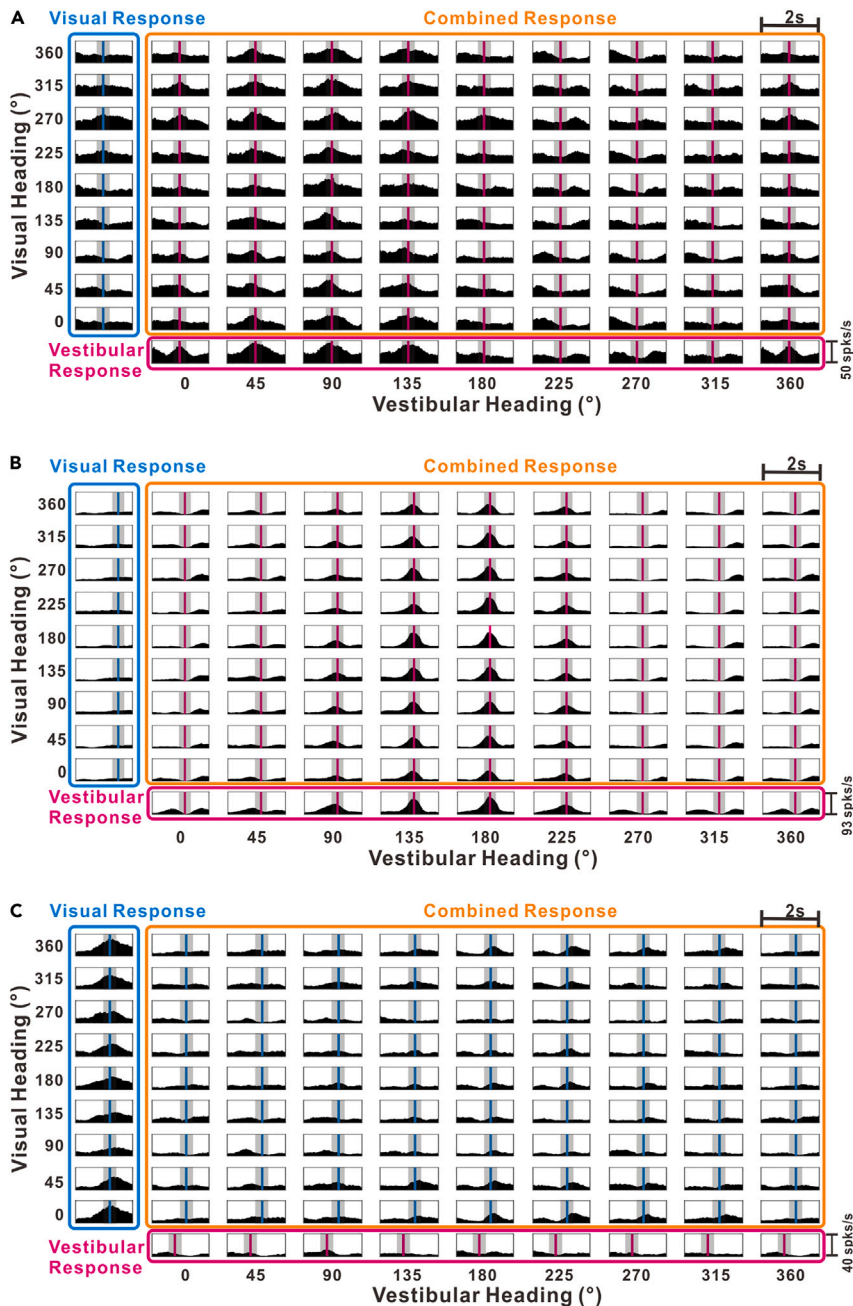 A
Visual Response
Combined Response
2s
Visual Heading (°)
360
315
270
225
180
135
90
45
0
Vestibular
Response
50 spks/s
0 45 90 135 180 225 270 315 360
Vestibular Heading (°)
B
Visual Response
Combined Response
2s
Visual Heading (°)
360
315
270
225
180
135
90
45
0
Vestibular
Response
93 spks/s
0 45 90 135 180 225 270 315 360
Vestibular Heading (°)
C
Visual Response
Combined Response
2s
Visual Heading (°)
360
315
270
225
180
135
90
45
0
Vestibular
Response
40 spks/s
0 45 90 135 180 225 270 315 360
Vestibular Heading (°)